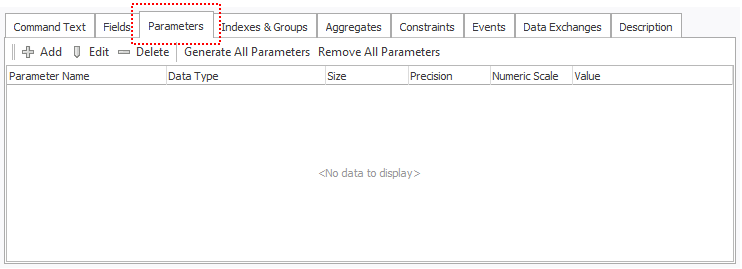 Command Text Fields Parameters Indexes & Groups Aggregates Constraints Events Data Exchanges Description
Add Edit Delete Generate All Parameters Remove All Parameters
Parameter Name Data Type Size Precision Numeric Scale Value
<No data to display>